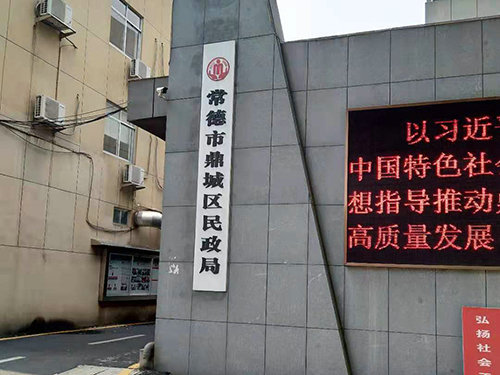 常德市鼎城区民政局
以习近
中国特色社
想指导推动
高质量发展
弘扬社会